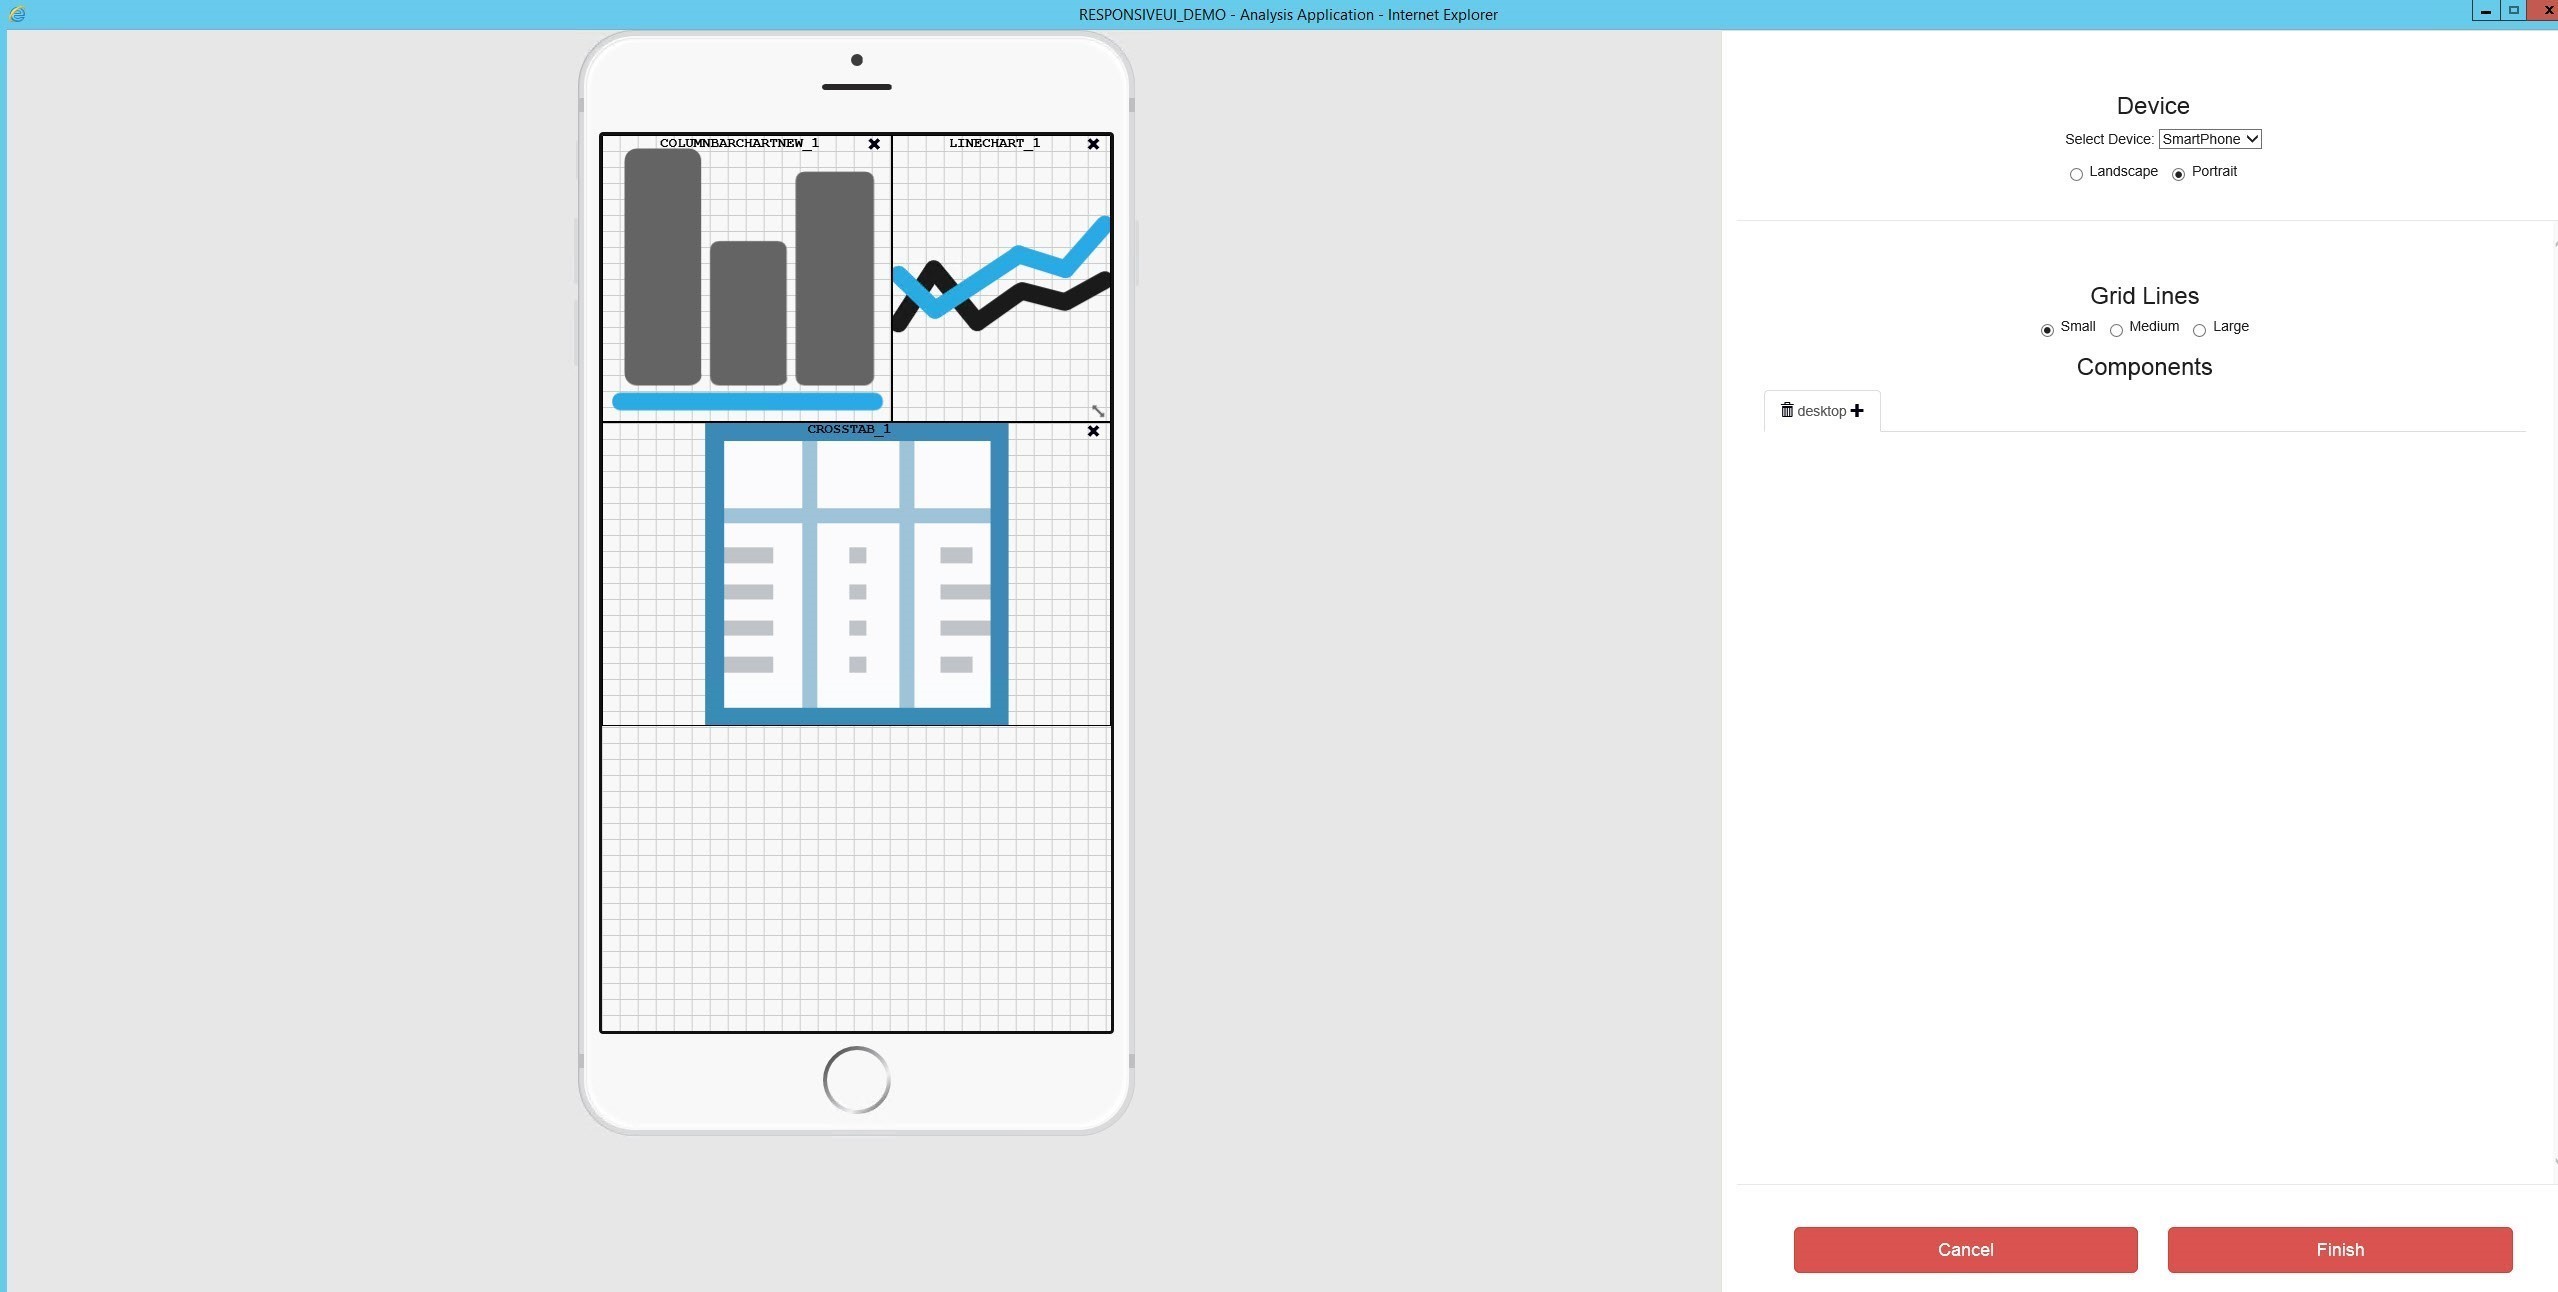 RESPONSIVEUI_DEMO - Analysis Application - Internet Explorer
COLUMNBARCHARTNEW_1
LINECHART_1
CROSSTAB_1
Device
Select Device: SmartPhone
Landscape Portrait
Grid Lines
Small Medium Large
Components
desktop
Cancel Finish